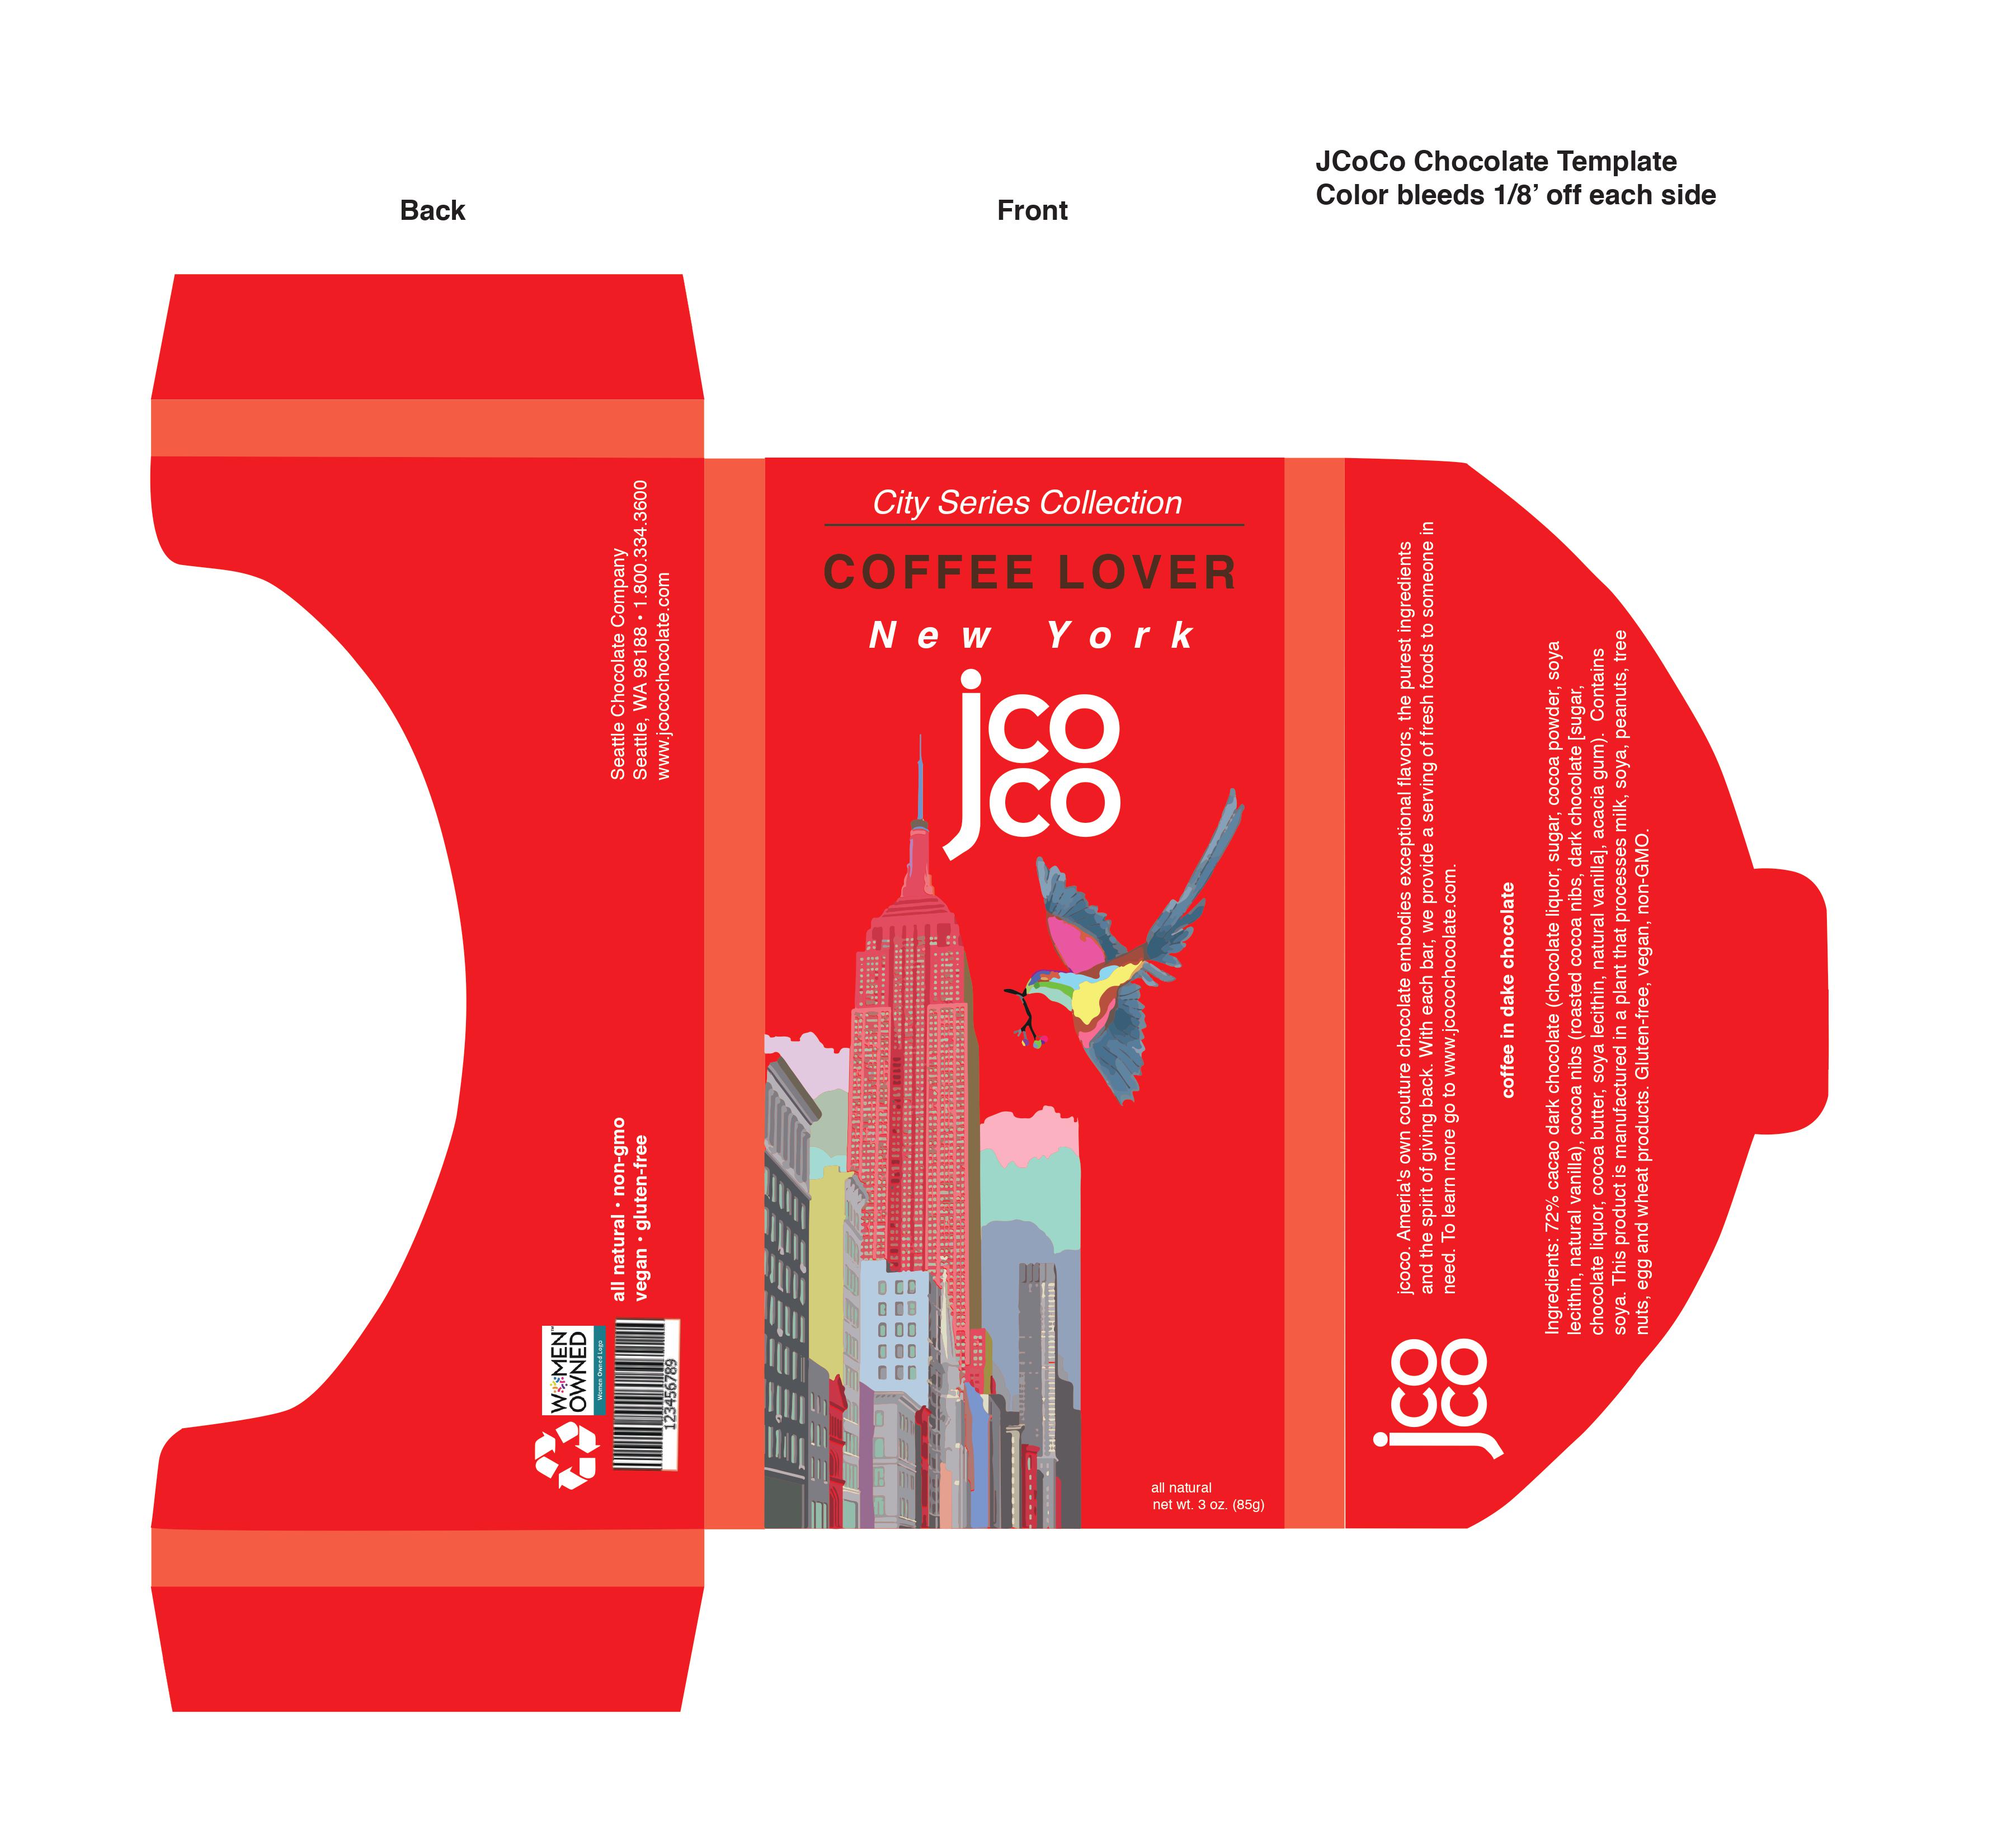 JCoCo Chocolate Template
Color bleeds 1/8’ off each side
Back
Front
Seattle Chocolate Company
Seattle, WA 98188 • 1.800.334.3600
www.jcocochocolate.com
all natural • non-gmo
vegan • gluten-free
WOMEN™
OWNED
Women Owned Logo
123456789
City Series Collection
COFFEE LOVER
New York
jco
co
all natural
net wt. 3 oz. (85g)
jcoco. Ameria's own couture chocolate embodies exceptional flavors, the purest ingredients
and the spirit of giving back. With each bar, we provide a serving of fresh foods to someone in
need. To learn more go to www.jcocochocolate.com.
coffee in dake chocolate
Ingredients: 72% cacao dark chocolate (chocolate liquor, sugar, cocoa powder, soya
lecithin, natural vanilla), cocoa nibs (roasted cocoa nibs, dark chocolate [sugar,
chocolate liquor, cocoa butter, soya lecithin, natural vanilla], acacia gum). Contains
soya. This product is manufactured in a plant that processes milk, soya, peanuts, tree
nuts, egg and wheat products. Gluten-free, vegan, non-GMO.
jco
co